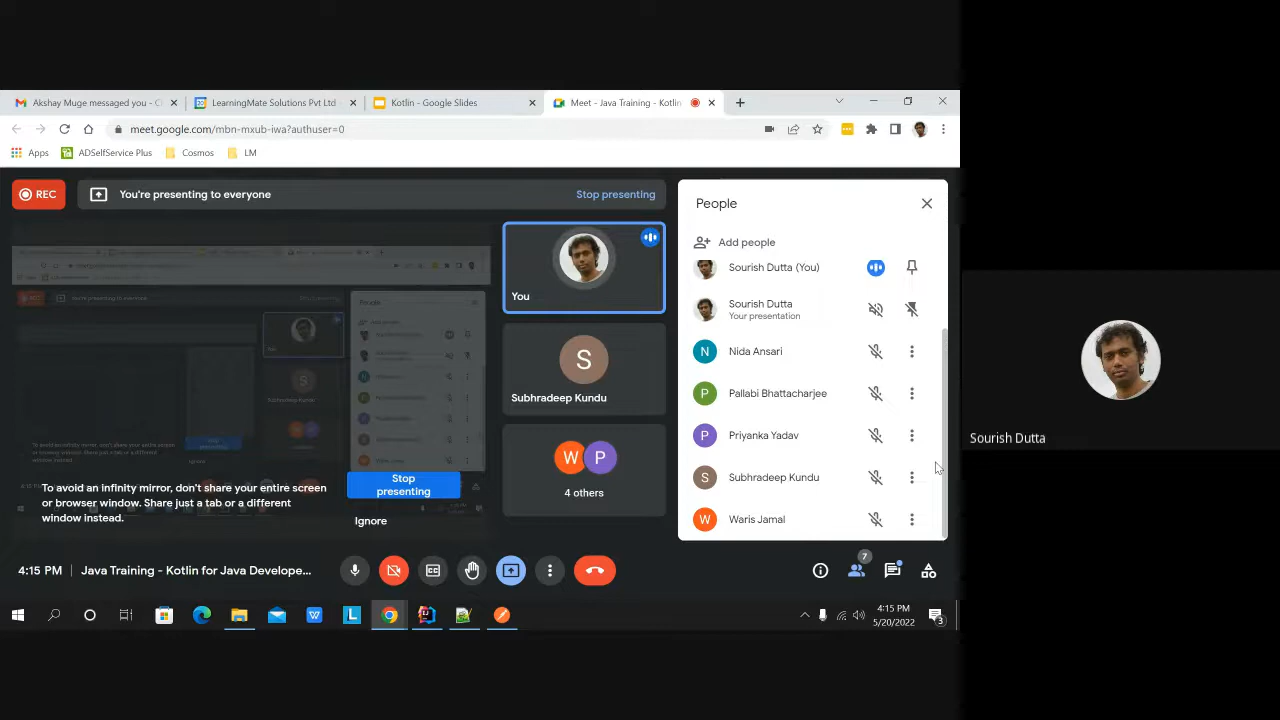 Akshay Muge messaged you - C
LearningMate Solutions Pvt Ltd
Kotlin - Google Slides
Meet - Java Training - Kotlin
meet.google.com/mbn-mxub-iwa?authuser=0
Apps
ADSelfService Plus
Cosmos
LM
REC
You're presenting to everyone
Stop presenting
You
S
Subhradeep Kundu
W
P
4 others
To avoid an infinity mirror, don't share your entire screen
or browser window. Share just a tab or a different
window instead.
Stop
presenting
Ignore
People
Add people
Sourish Dutta (You)
Sourish Dutta
Your presentation
N
Nida Ansari
P
Pallabi Bhattacharjee
P
Priyanka Yadav
S
Subhradeep Kundu
W
Waris Jamal
4:15 PM
Java Training - Kotlin for Java Develope...
7
4:15 PM
5/20/2022
3
Sourish Dutta